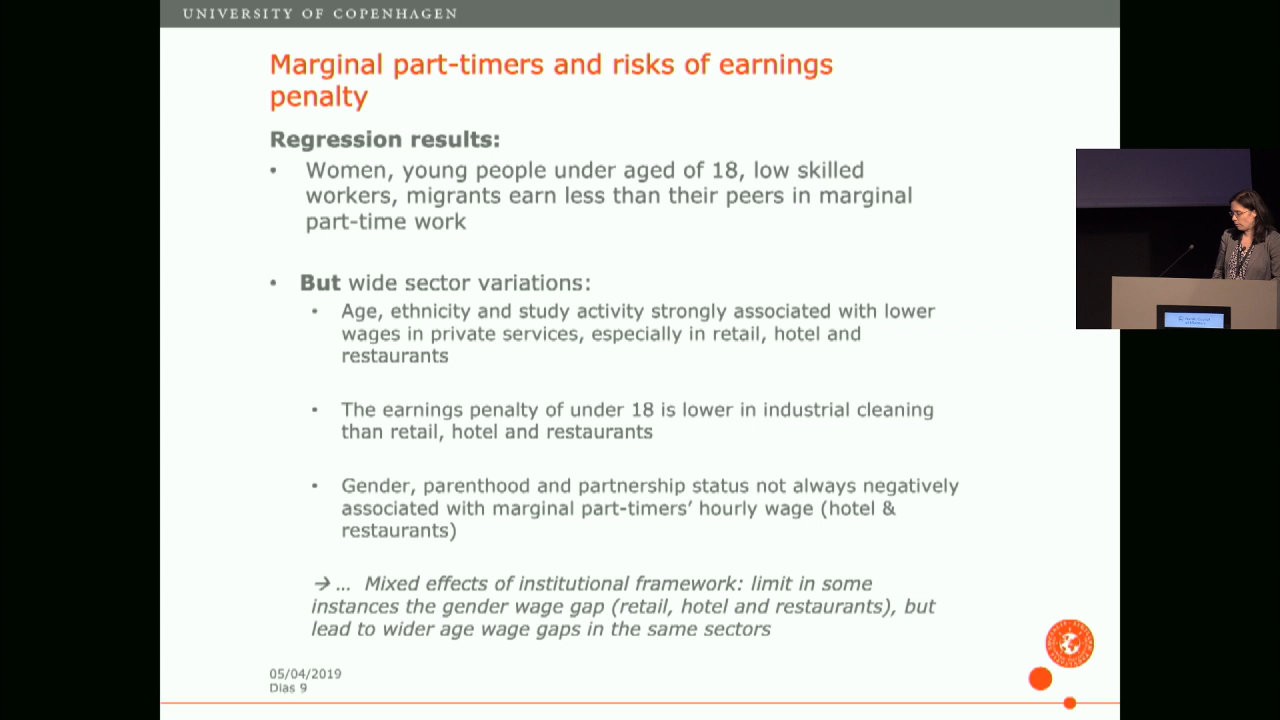 UNIVERSITY OF COPENHAGEN
Marginal part-timers and risks of earnings
penalty
Regression results:
• Women, young people under aged of 18, low skilled
workers, migrants earn less than their peers in marginal
part-time work
• But wide sector variations:
• Age, ethnicity and study activity strongly associated with lower
wages in private services, especially in retail, hotel and
restaurants
• The earnings penalty of under 18 is lower in industrial cleaning
than retail, hotel and restaurants
• Gender, parenthood and partnership status not always negatively
associated with marginal part-timers’ hourly wage (hotel &
restaurants)
→ … Mixed effects of institutional framework: limit in some
instances the gender wage gap (retail, hotel and restaurants), but
lead to wider age wage gaps in the same sectors
05/04/2019
Dias 9